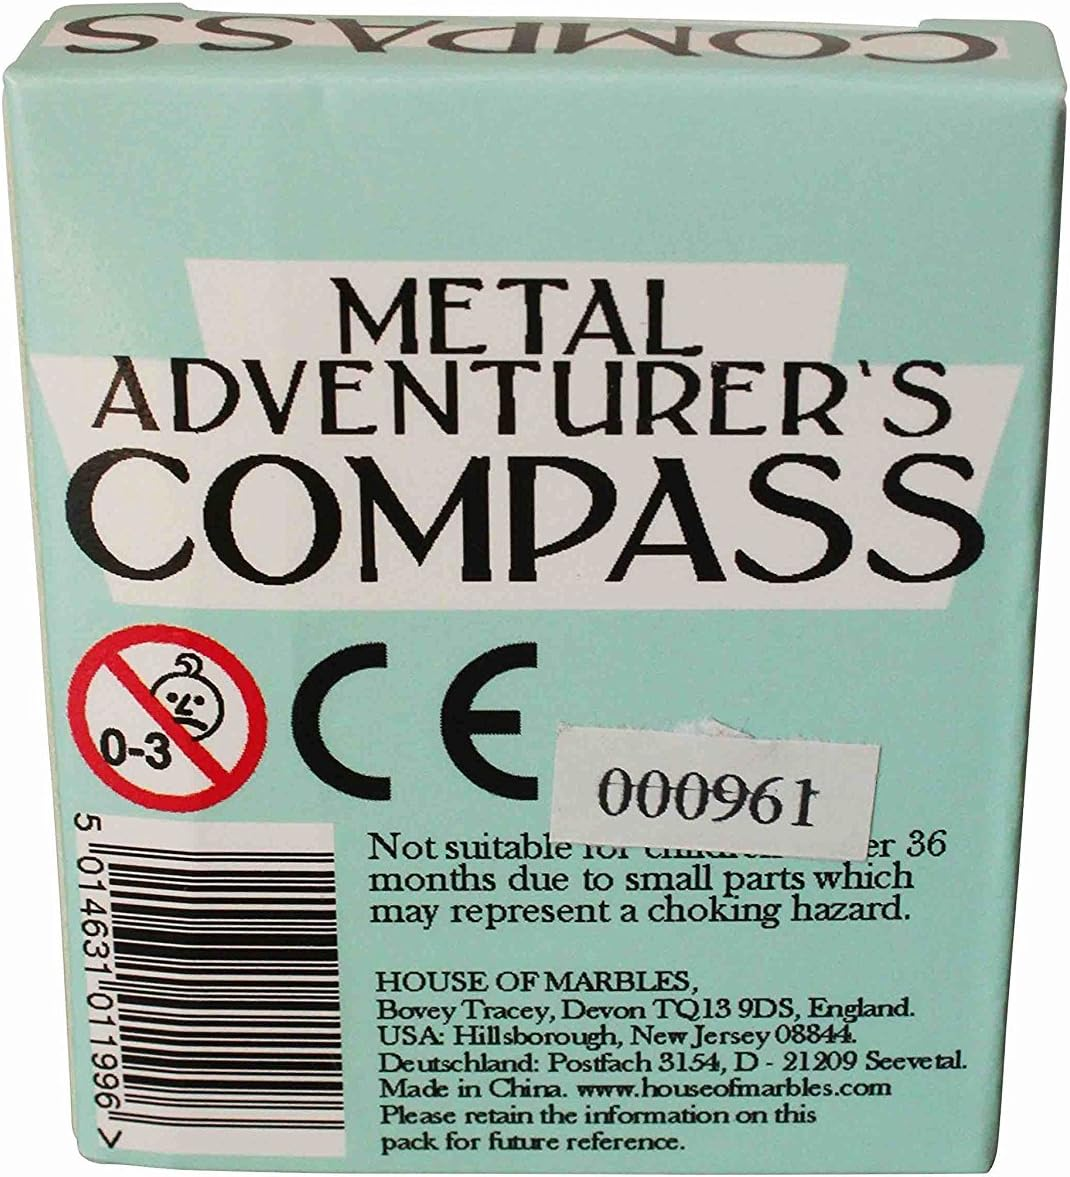 COMPASS
METAL
ADVENTURER'S
COMPASS
0-3
CE
000961
Not suitable for children under 36
months due to small parts which
may represent a choking hazard.
5 014631 011996 >
HOUSE OF MARBLES,
Bovey Tracey, Devon TQ13 9DS, England.
USA: Hillsborough, New Jersey 08844.
Deutschland: Postfach 3154, D - 21209 Seevetal.
Made in China. www.houseofmarbles.com
Please retain the information on this
pack for future reference.